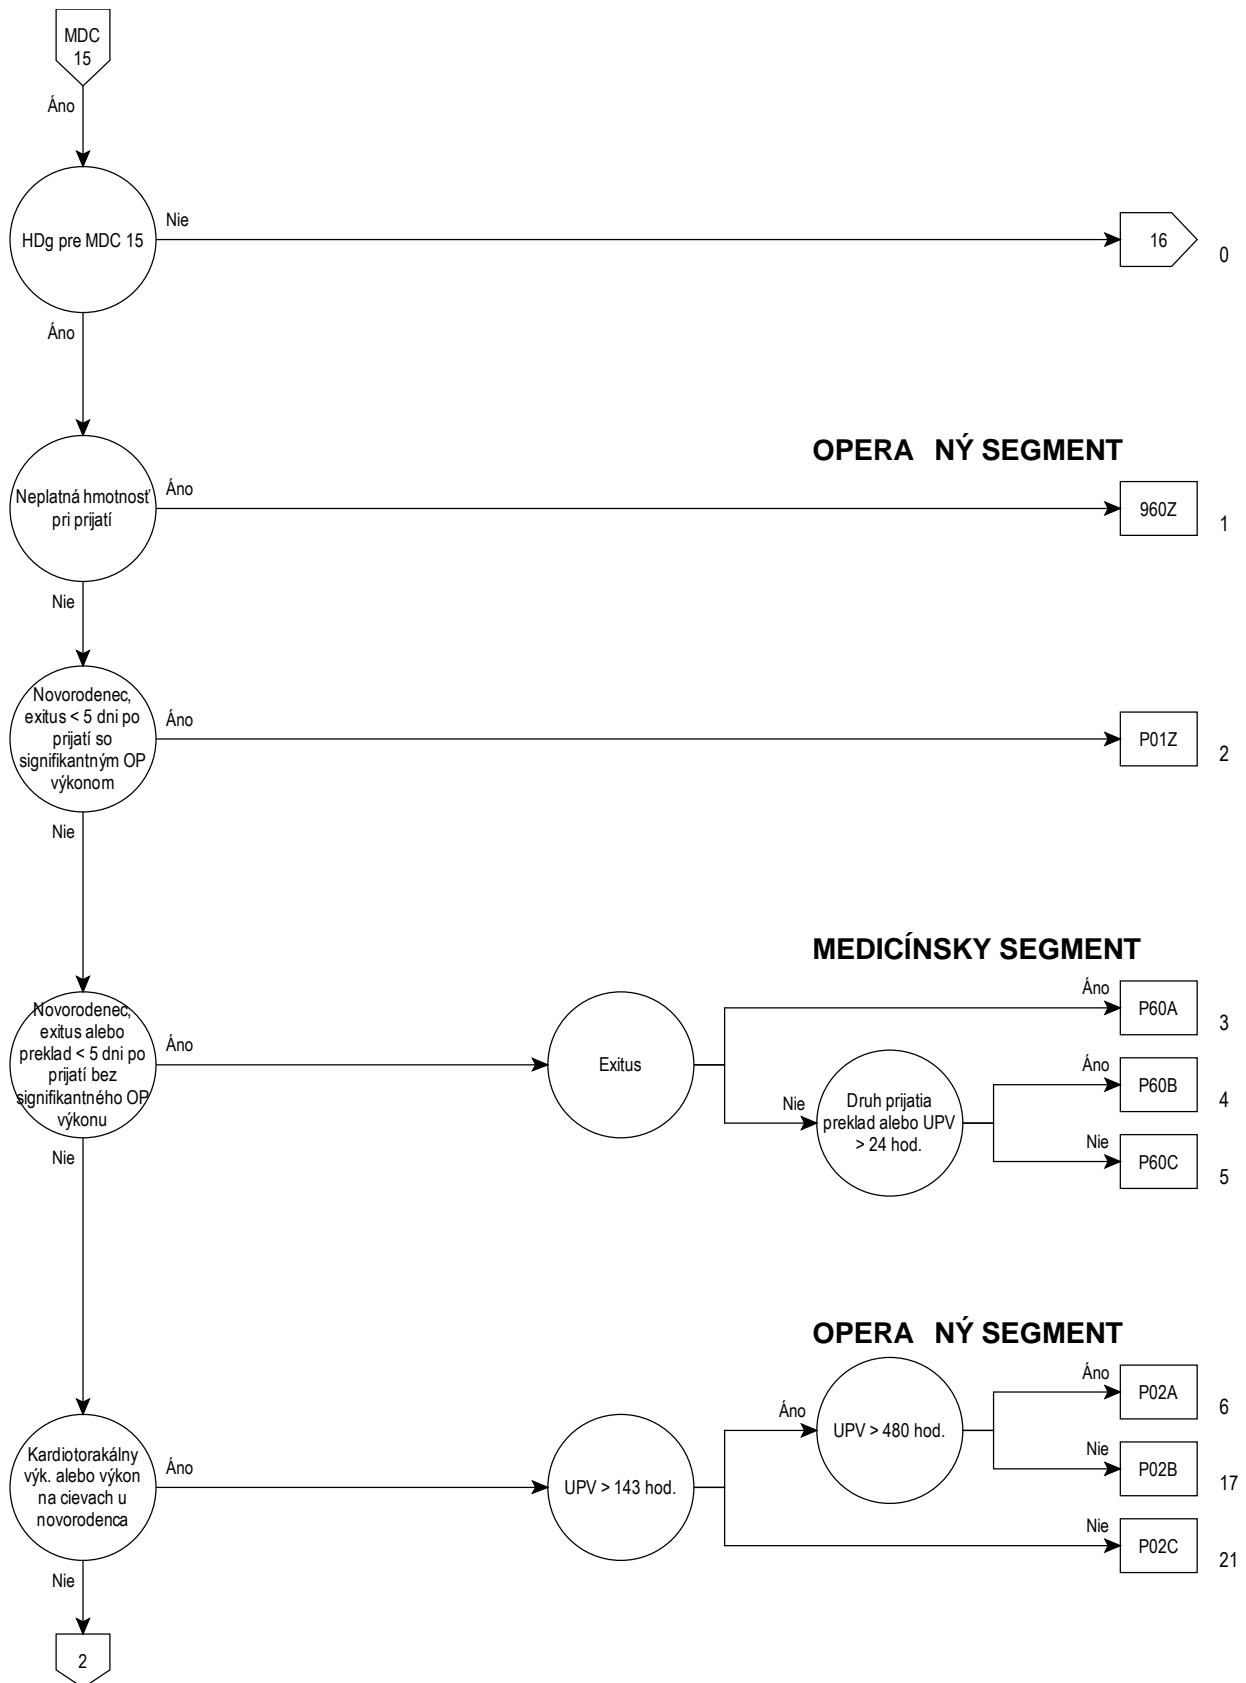 MDC
15
Áno
HDg pre MDC 15
Nie
16
0
Áno
OPERA NÝ SEGMENT
Neplatná hmotnosť
pri prijatí
Áno
960Z
1
Nie
Novorodenec,
exitus < 5 dni po
prijatí so
signifikantným OP
výkonom
Áno
P01Z
2
Nie
MEDICÍNSKY SEGMENT
Novorodenec,
exitus alebo
preklad < 5 dni po
prijatí bez
signifikantného OP
výkonu
Áno
Exitus
Áno
P60A
3
Nie
Druh prijatia
preklad alebo UPV
> 24 hod.
Áno
P60B
4
Nie
P60C
5
Nie
OPERA NÝ SEGMENT
Kardiotorakálny
výk. alebo výkon
na cievach u
novorodenca
Áno
UPV > 143 hod.
Áno
UPV > 480 hod.
Áno
P02A
6
Nie
P02B
17
Nie
P02C
21
Nie
2